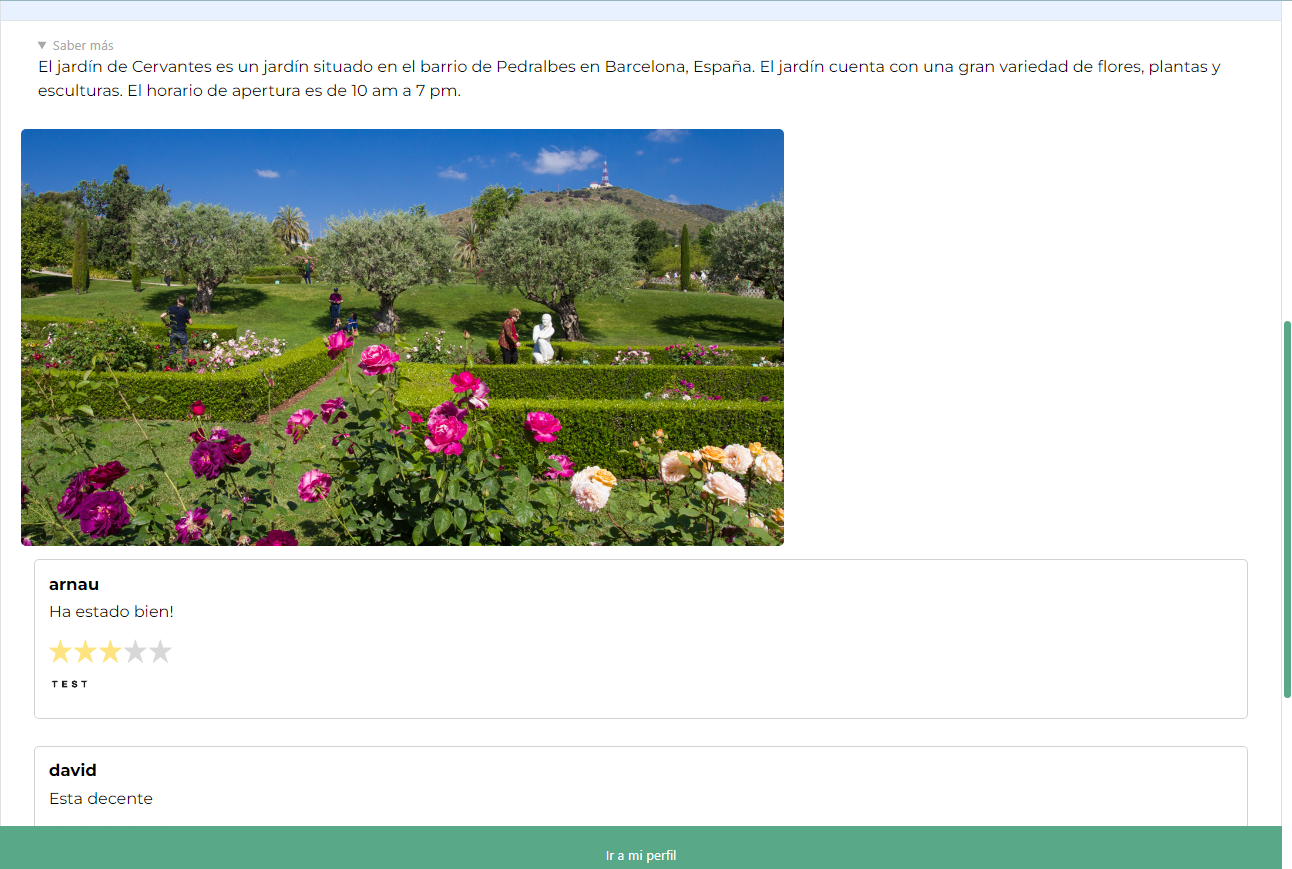 Saber más
El jardín de Cervantes es un jardín situado en el barrio de Pedralbes en Barcelona, España. El jardín cuenta con una gran variedad de flores, plantas y
esculturas. El horario de apertura es de 10 am a 7 pm.
arnau
Ha estado bien!
TEST
david
Esta decente
Ir a mi perfil